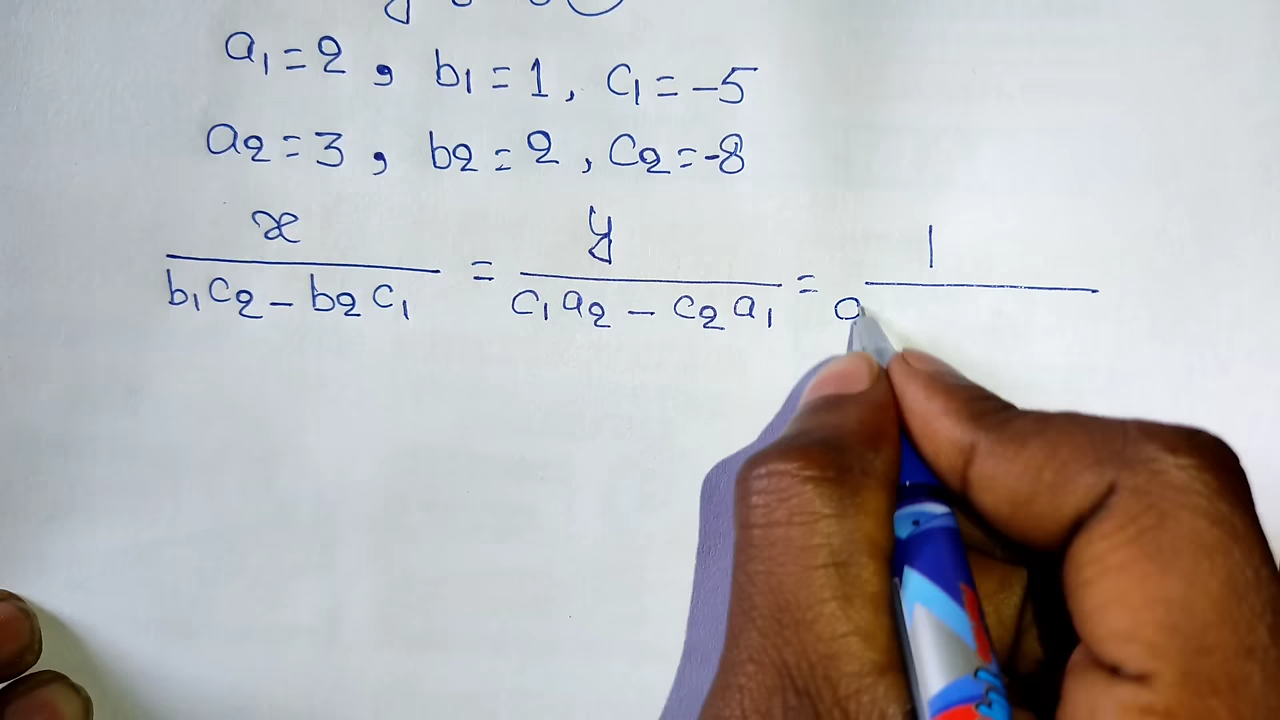 a₁ = 2 , b₁ = 1 , c₁ = -5
a₂ = 3 , b₂ = 2 , c₂ = -8
x / (b₁c₂ - b₂c₁) = y / (c₁a₂ - c₂a₁) = 1 / a